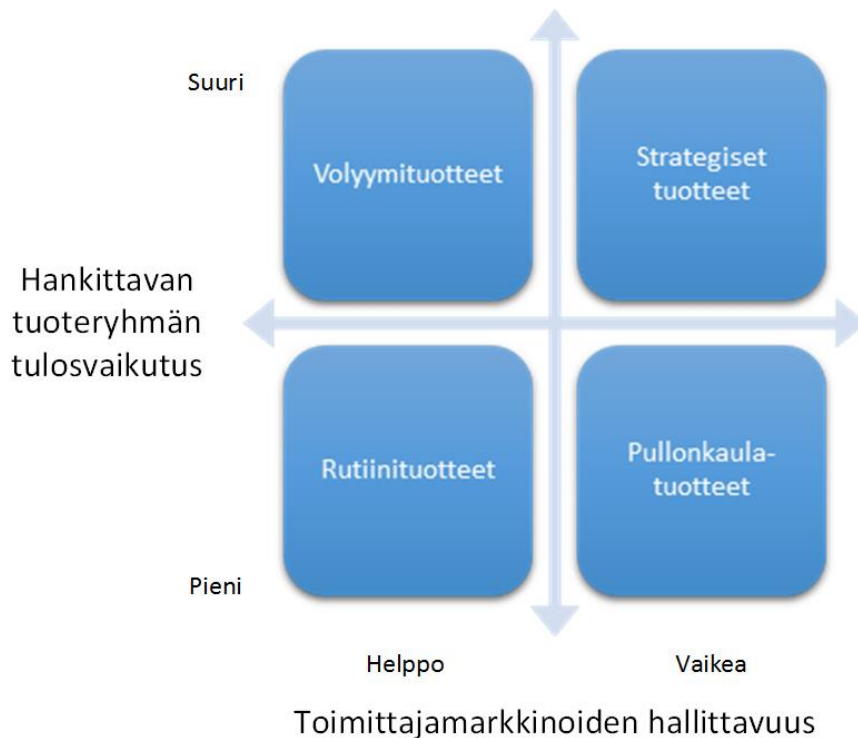 Suuri
Volyymituotteet
Strategiset
tuotteet
Hankittavan
tuoteryhmän
tulosvaikutus
Rutiinituotteet
Pullonkaula-
tuotteet
Pieni
Helppo
Vaikea
Toimittajamarkkinoiden hallittavuus